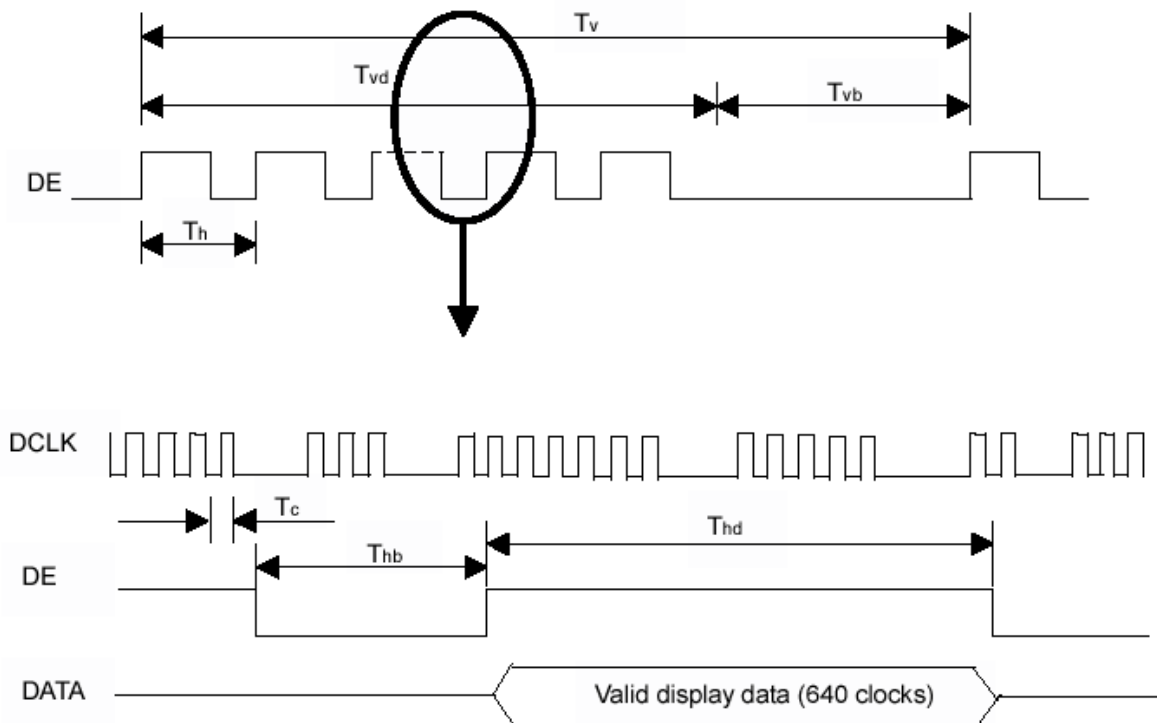 Tv
Tvd
Tvb
DE
Th
DCLK
Tc
Thb
Thd
DE
DATA
Valid display data (640 clocks)